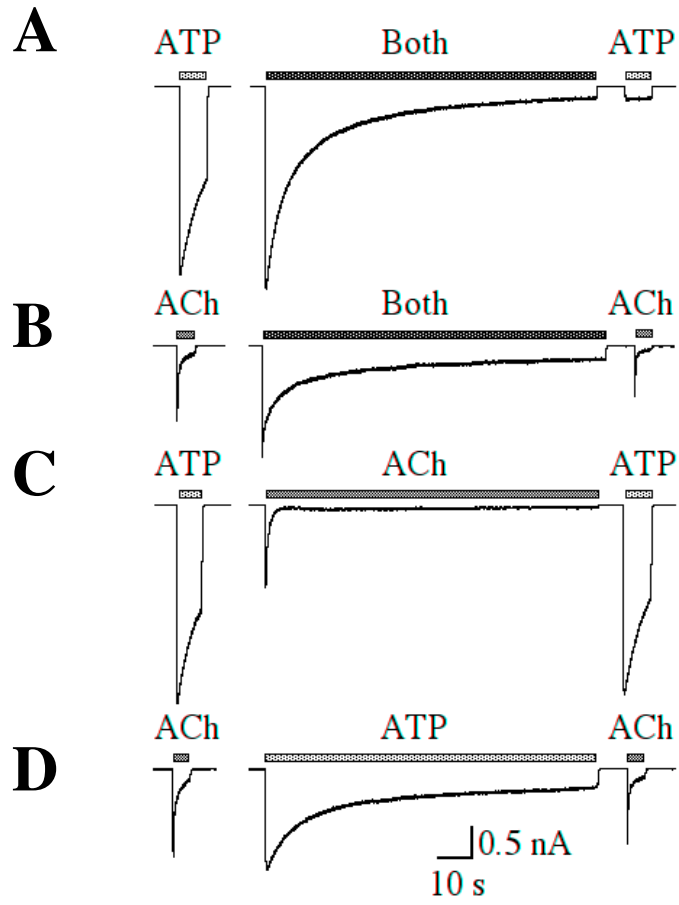 A
ATP Both ATP
B
ACh Both ACh
C
ATP ACh ATP
D
ACh ATP ACh
0.5 nA
10 s